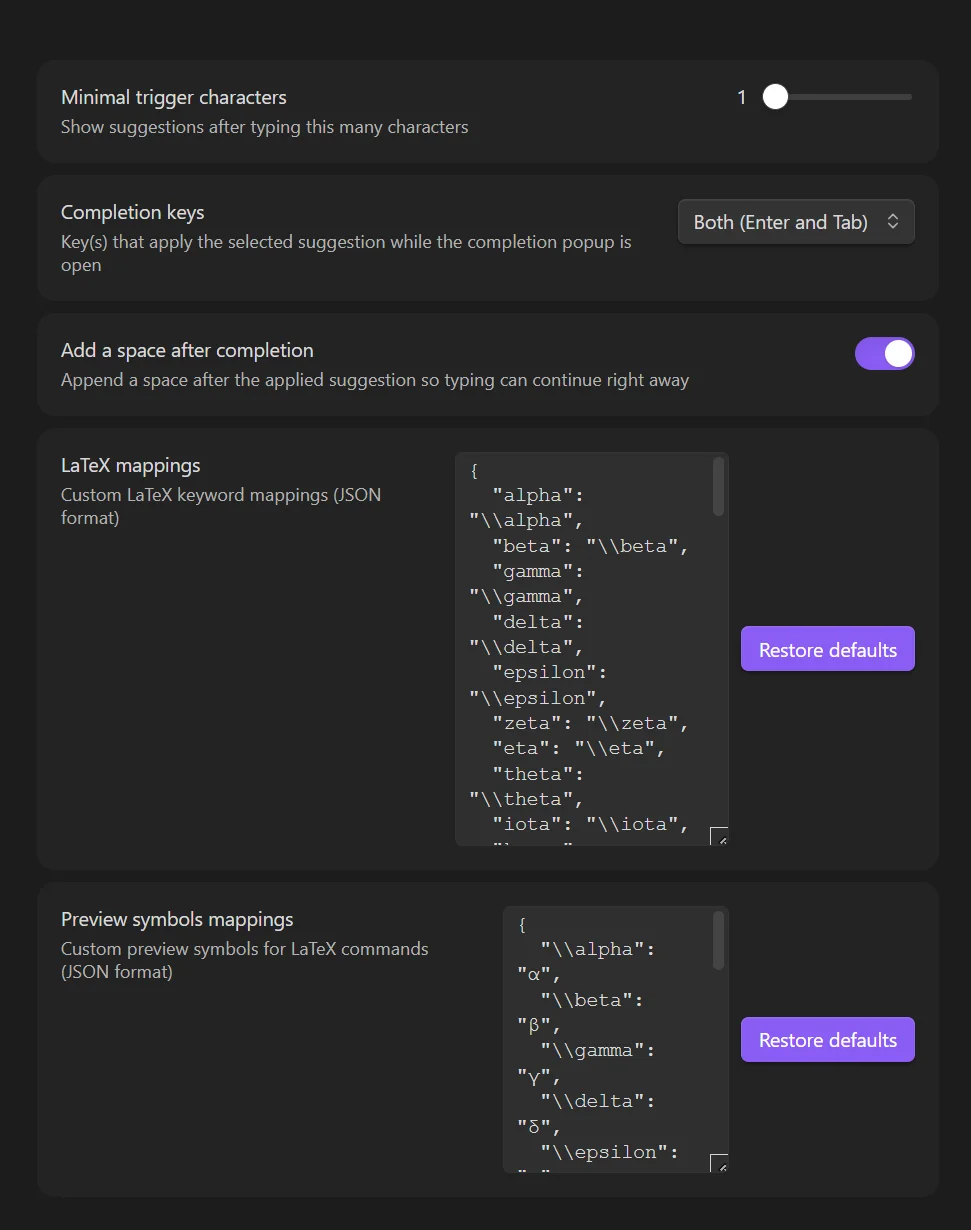 Minimal trigger characters
1
Show suggestions after typing this many characters
Completion keys
Both (Enter and Tab)
Key(s) that apply the selected suggestion while the completion popup is
open
Add a space after completion
Append a space after the applied suggestion so typing can continue right away
LaTeX mappings
Custom LaTeX keyword mappings (JSON
format)
{
"alpha":
"\\alpha",
"beta": "\\beta",
"gamma":
"\\gamma",
"delta":
"\\delta",
"epsilon":
"\\epsilon",
"zeta": "\\zeta",
"eta": "\\eta",
"theta":
"\\theta",
"iota": "\\iota",
Restore defaults
Preview symbols mappings
Custom preview symbols for LaTeX commands
(JSON format)
{
"\\alpha":
"α",
"\\beta":
"β",
"\\gamma":
"γ",
"\\delta":
"δ",
"\\epsilon":
Restore defaults